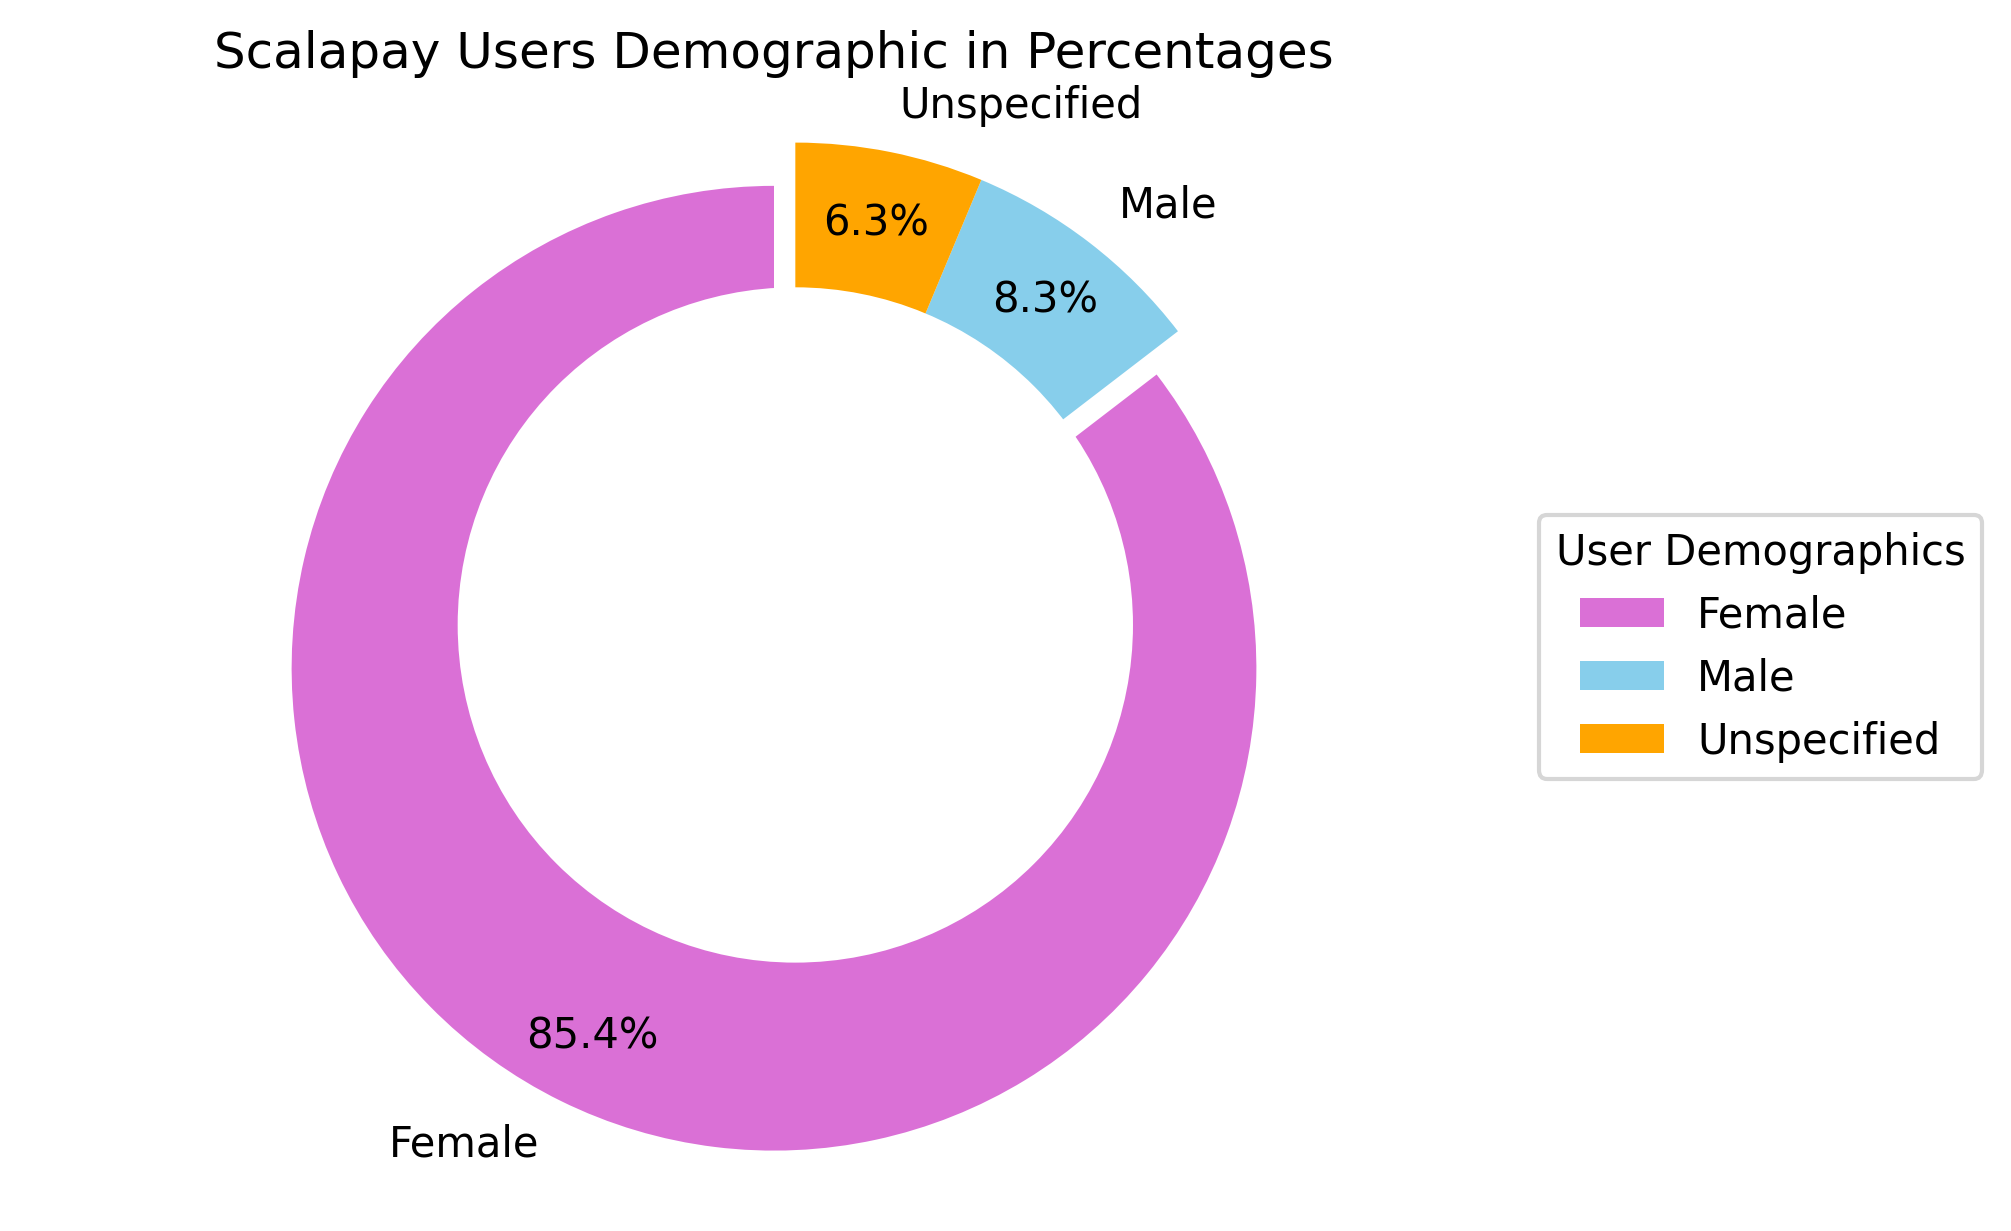 Scalapay Users Demographic in Percentages
Unspecified
Male
6.3%
8.3%
85.4%
Female
User Demographics
Female
Male
Unspecified